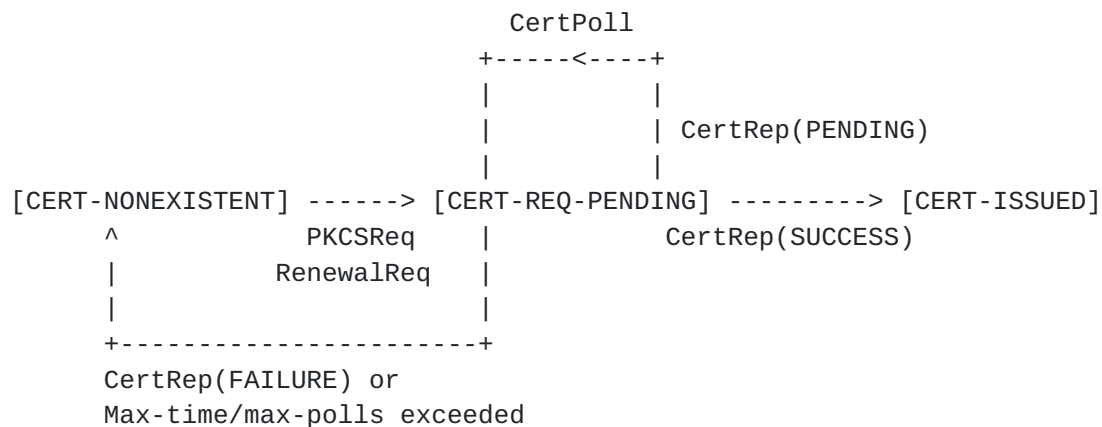 CertPoll
+-----<----+
|          |
|          | CertRep(PENDING)
|          |
[CERT-NONEXISTENT] ------> [CERT-REQ-PENDING] ---------> [CERT-ISSUED]
^            PKCSReq    |           CertRep(SUCCESS)
|          RenewalReq   |
|                       |
+-----------------------+
CertRep(FAILURE) or
Max-time/max-polls exceeded